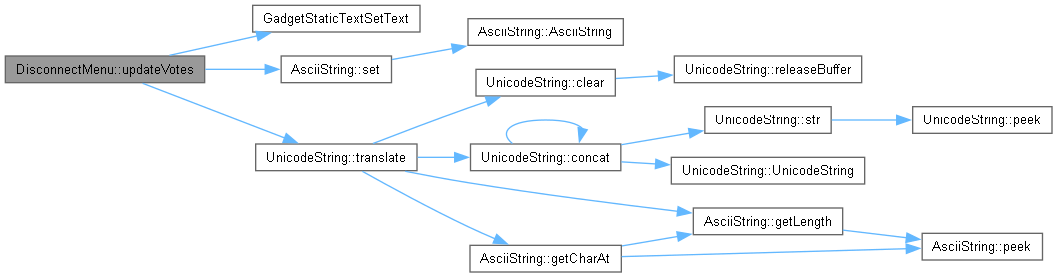 GadgetStaticTextSetText
DisconnectMenu::updateVotes
AsciiString::set
AsciiString::AsciiString
UnicodeString::translate
UnicodeString::clear
UnicodeString::releaseBuffer
UnicodeString::concat
UnicodeString::str
UnicodeString::peek
UnicodeString::UnicodeString
AsciiString::getLength
AsciiString::getCharAt
AsciiString::peek